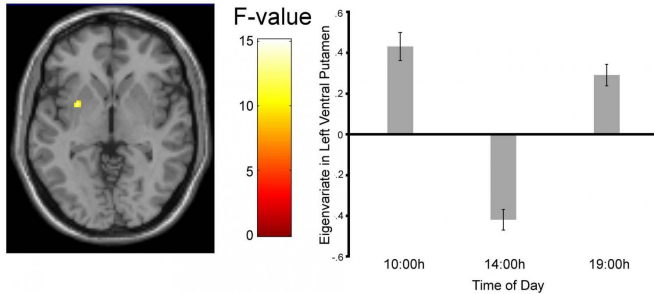 F-value
15
10
5
0
Eigenvariate in Left Ventral Putamen
.6
.4
.2
0
.2
.4
-.6
10:00h
14:00h
19:00h
Time of Day